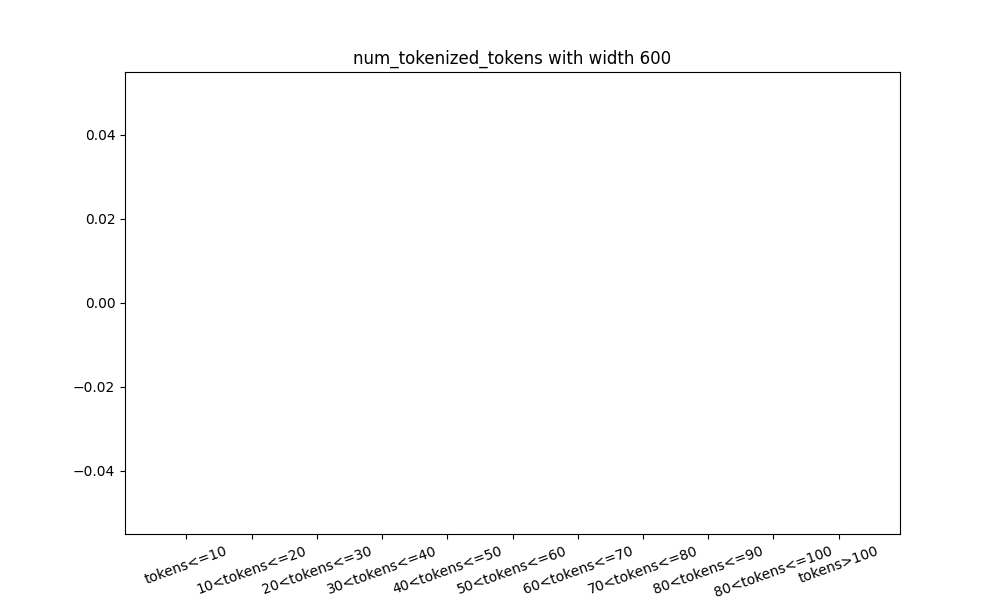 num_tokenized_tokens with width 600
0.04
0.02
0.00
−0.02
−0.04
tokens<=10
10<tokens<=20
20<tokens<=30
30<tokens<=40
40<tokens<=50
50<tokens<=60
60<tokens<=70
70<tokens<=80
80<tokens<=90
80<tokens<=100
tokens>100